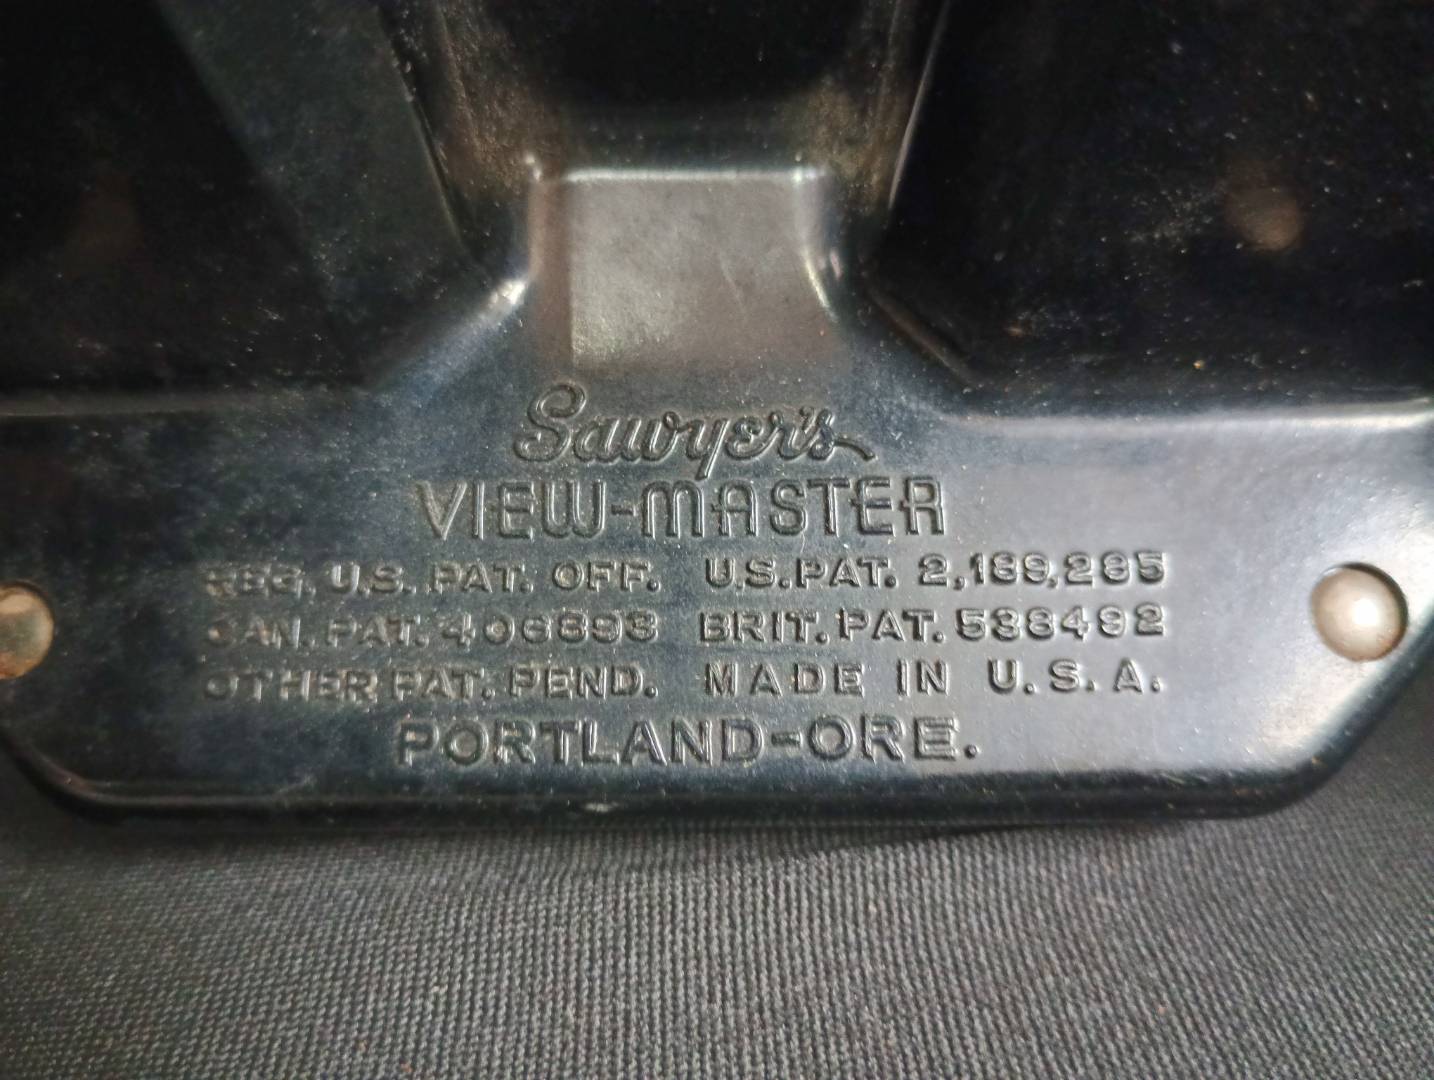 Sawyer's
VIEW-MASTER
REG. U.S. PAT. OFF. U.S. PAT. 2,189,285
CAN. PAT. 406893 BRIT. PAT. 538492
OTHER PAT. PEND. MADE IN U.S.A.
PORTLAND-ORE.